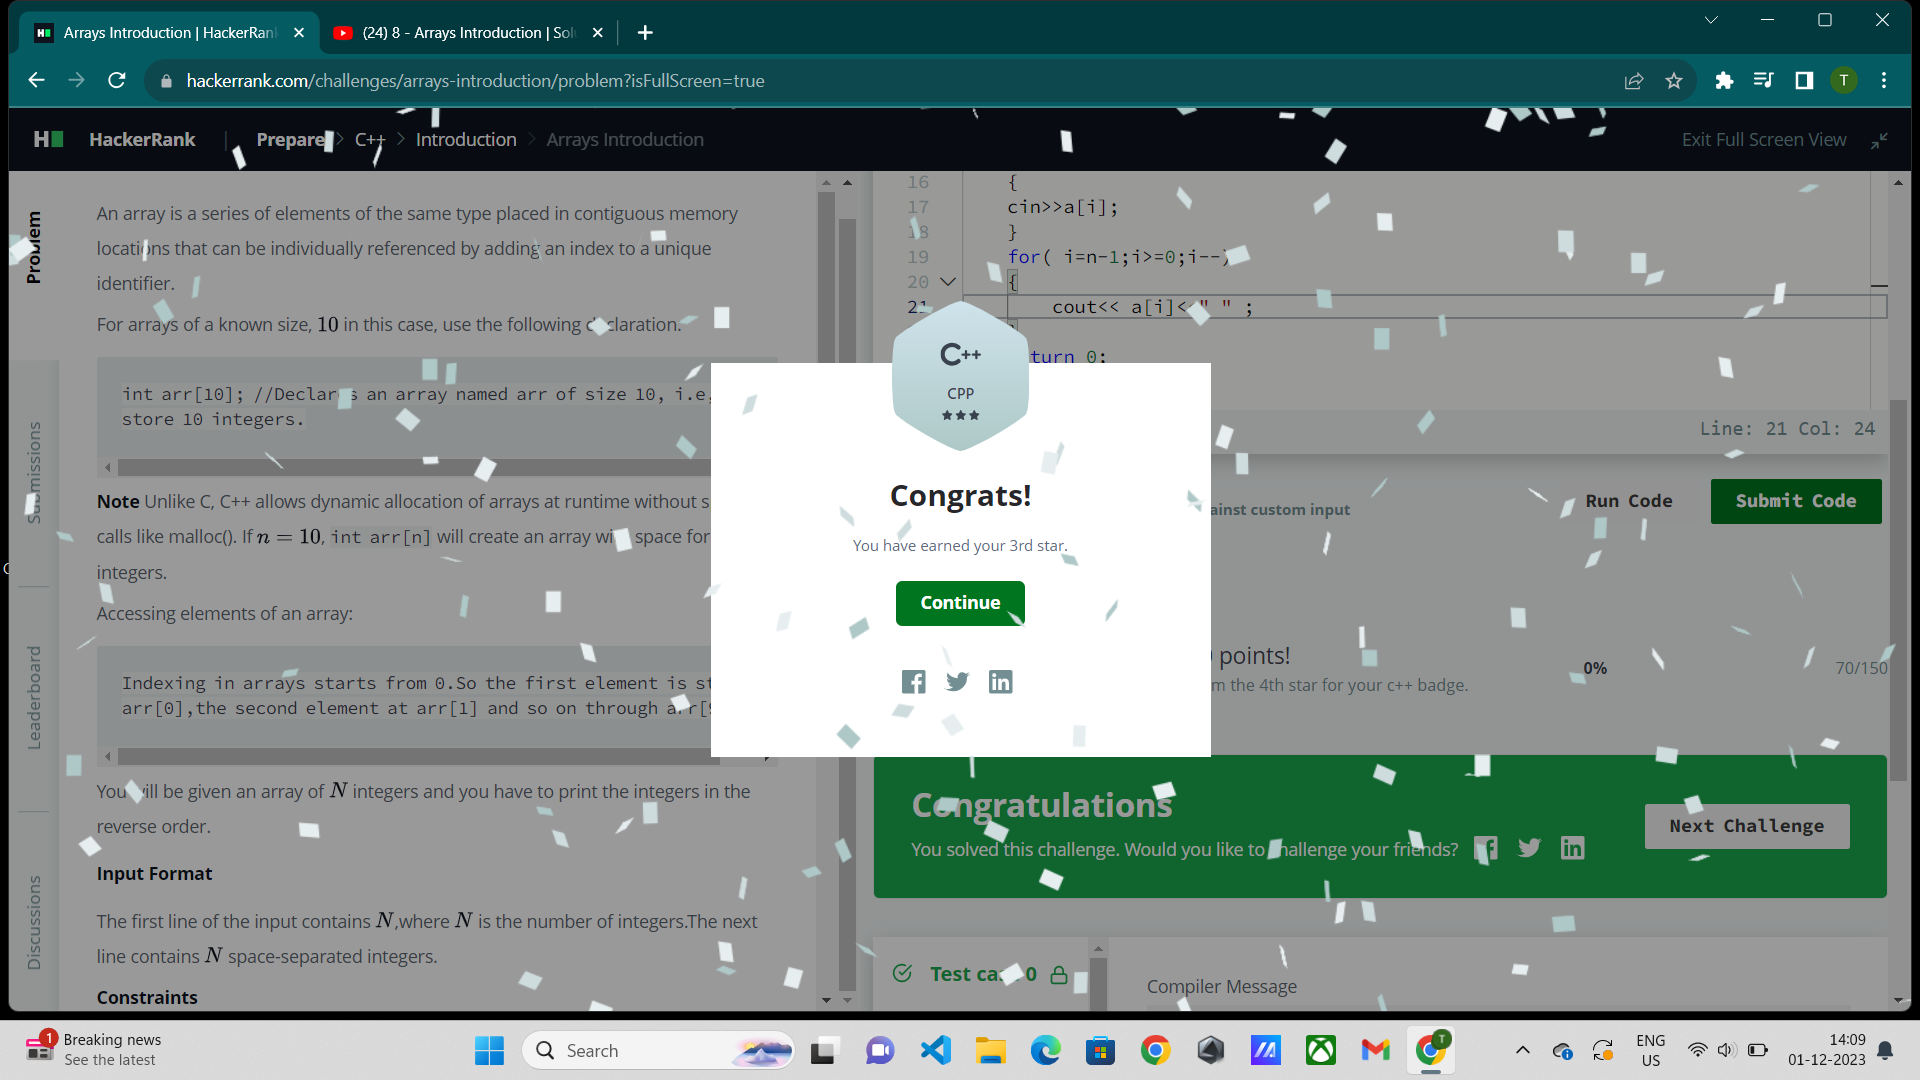 Arrays Introduction | HackerRan
(24) 8 - Arrays Introduction | Sol
hackerrank.com/challenges/arrays-introduction/problem?isFullScreen=true
T
HackerRank | Prepare > C++ > Introduction > Arrays Introduction
Exit Full Screen View
Problem
Submissions
Leaderboard
Discussions
An array is a series of elements of the same type placed in contiguous memory
locations that can be individually referenced by adding an index to a unique
identifier.
For arrays of a known size, 10 in this case, use the following declaration.
int arr[10]; //Declares an array named arr of size 10, i.e,
store 10 integers.
Note Unlike C, C++ allows dynamic allocation of arrays at runtime without s
calls like malloc(). If n = 10, int arr[n] will create an array with space for
integers.
Accessing elements of an array:
Indexing in arrays starts from 0.So the first element is st
arr[0],the second element at arr[1] and so on through arr[9
You will be given an array of N integers and you have to print the integers in the
reverse order.
Input Format
The first line of the input contains N,where N is the number of integers.The next
line contains N space-separated integers.
Constraints
16 {
17 cin>>a[i];
18 }
19 for( i=n-1;i>=0;i--)
20 {
21 cout<< a[i]<<" " ;
turn 0;
Line: 21 Col: 24
ainst custom input
Run Code
Submit Code
C++
CPP
Congrats!
You have earned your 3rd star.
Continue
points!
0%
70/150
m the 4th star for your c++ badge.
Congratulations
You solved this challenge. Would you like to challenge your friends?
Next Challenge
Test case 0
Compiler Message
1
Breaking news
See the latest
Search
T
ENG
US
14:09
01-12-2023